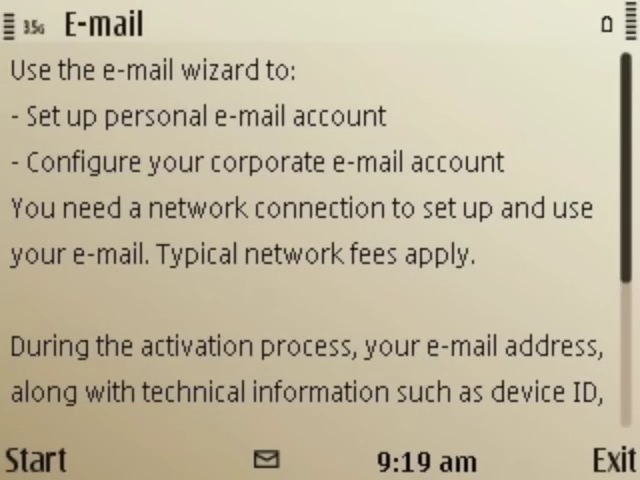 3.5G E-mail
Use the e-mail wizard to:
- Set up personal e-mail account
- Configure your corporate e-mail account
You need a network connection to set up and use
your e-mail. Typical network fees apply.
During the activation process, your e-mail address,
along with technical information such as device ID,
Start 9:19 am Exit